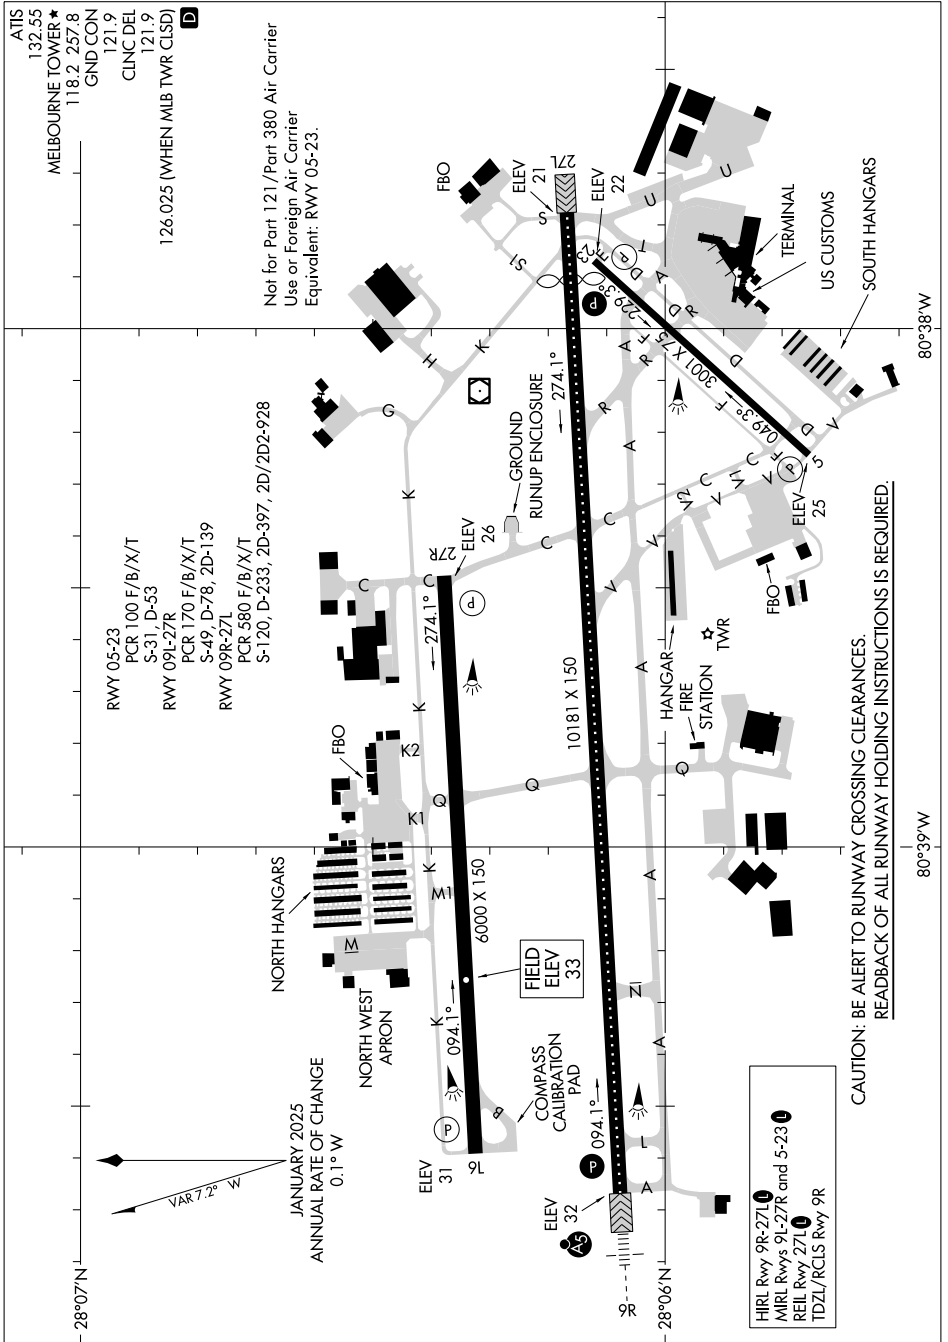 ATIS
132.55
MELBOURNE TOWER★
118.2 257.8
GND CON
121.9
CLNC DEL
121.9
126.025 (WHEN MLB TWR CLSD)
D
Not for Part 121/Part 380 Air Carrier
Use or Foreign Air Carrier
Equivalent: RWY 05-23.
RWY 05-23
PCR 100 F/B/X/T
S-31, D-53
RWY 09L-27R
PCR 170 F/B/X/T
S-49, D-78, 2D-139
RWY 09R-27L
PCR 580 F/B/X/T
S-120, D-233, 2D-397, 2D/2D2-928
JANUARY 2025
ANNUAL RATE OF CHANGE
0.1° W
VAR 7.2° W
28°07'N
28°06'N
80°39'W
80°38'W
NORTH HANGARS
NORTH WEST
APRON
M
FBO
K2
K1
M1
K
K
K
K
K
K
G
H
S1
S
FBO
C
C
C
C
C
C
Q
Q
Q
B
COMPASS
CALIBRATION
PAD
ELEV
31
9L
P
094.1°
6000 X 150
FIELD
ELEV
33
274.1°
27R
ELEV
26
P
GROUND
RUNUP ENCLOSURE
9R
A5
ELEV
32
P
094.1°
10181 X 150
274.1°
P
27L
ELEV
21
23
ELEV
22
P
229.3°
3001 X 75
049.3°
5
ELEV
25
P
A
L
A
N
A
A
A
A
A
R
R
R
F
F
F
F
D
D
D
D
T
U
U
V
V
V
V
V
V1
V2
HANGAR
FIRE
STATION
TWR
FBO
TERMINAL
US CUSTOMS
SOUTH HANGARS
CAUTION: BE ALERT TO RUNWAY CROSSING CLEARANCES.
READBACK OF ALL RUNWAY HOLDING INSTRUCTIONS IS REQUIRED.
HIRL Rwy 9R-27L L
MIRL Rwys 9L-27R and 5-23 L
REIL Rwy 27L L
TDZL/RCLS Rwy 9R